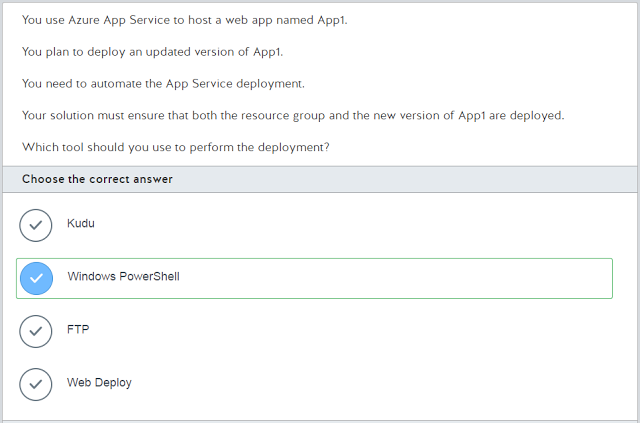 You use Azure App Service to host a web app named App1.
You plan to deploy an updated version of App1.
You need to automate the App Service deployment.
Your solution must ensure that both the resource group and the new version of App1 are deployed.
Which tool should you use to perform the deployment?
Choose the correct answer
Kudu
Windows PowerShell
FTP
Web Deploy